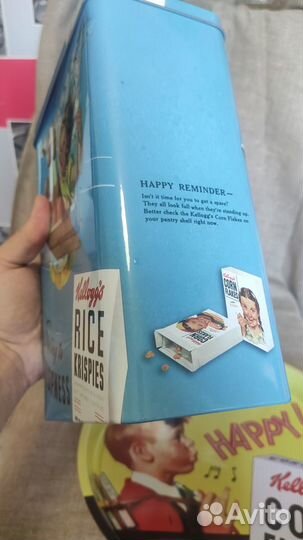 HAPPY REMINDER—
Isn't it time for you to get a spare?
They all look full when they're standing up.
Better check the Kellogg's Corn Flakes on
your pantry shelf right now.
Kellogg's
CORN
FLAKES
Kellogg's
RICE
KRISPIES
HAPPY
Kell
CO
Avito